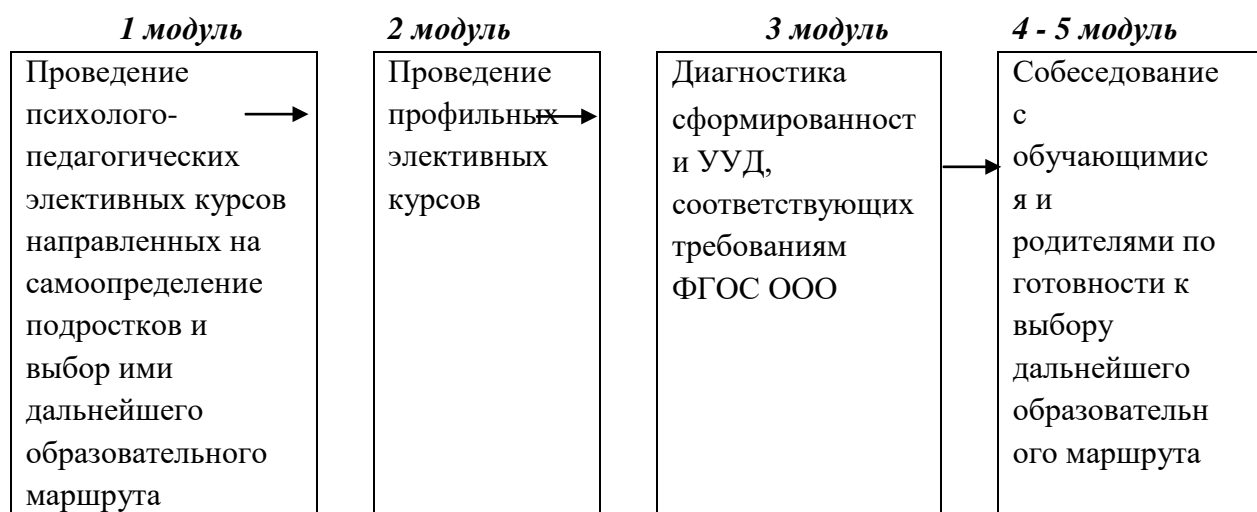 1 модуль
Проведение
психолого-
педагогических
элективных курсов
направленных на
самоопределение
подростков и
выбор ими
дальнейшего
образовательного
маршрута
2 модуль
Проведение
профильных
элективных
курсов
3 модуль
Диагностика
сформированност
и УУД,
соответствующих
требованиям
ФГОС ООО
4 - 5 модуль
Собеседование
с
обучающимис
я и
родителями по
готовности к
выбору
дальнейшего
образовательн
ого маршрута